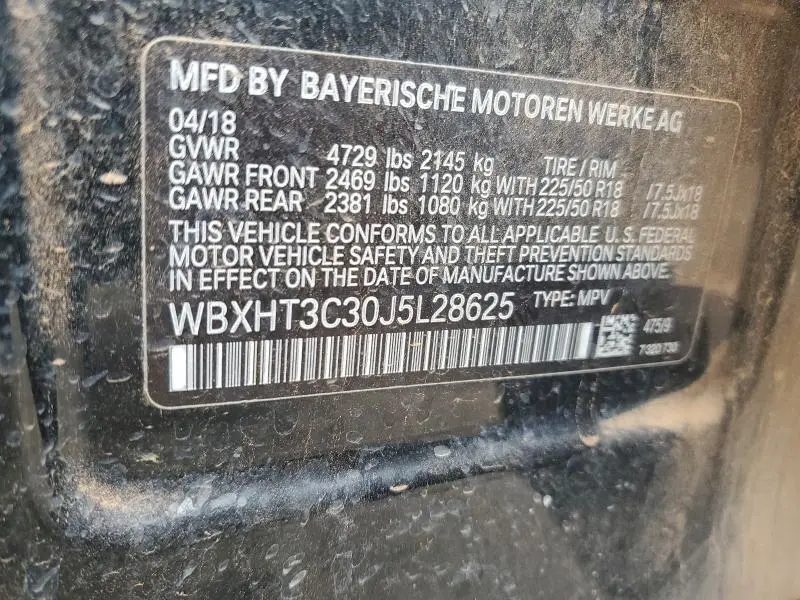 MFD BY BAYERISCHE MOTOREN WERKE AG
04/18
GVWR 4729 lbs 2145 kg TIRE / RIM
GAWR FRONT 2469 lbs 1120 kg WITH 225/50 R18 /7.5Jx18
GAWR REAR 2381 lbs 1080 kg WITH 225/50 R18 /7.5Jx18
THIS VEHICLE CONFORMS TO ALL APPLICABLE U.S. FEDERAL
MOTOR VEHICLE SAFETY AND THEFT PREVENTION STANDARDS
IN EFFECT ON THE DATE OF MANUFACTURE SHOWN ABOVE.
WBXHT3C30J5L28625 TYPE: MPV
475/9